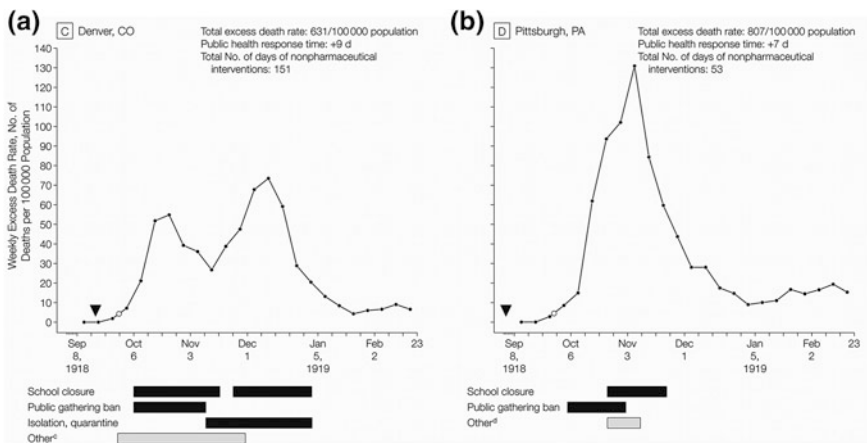 (a)
C Denver, CO
Total excess death rate: 631/100 000 population
Public health response time: +9 d
Total No. of days of nonpharmaceutical
interventions: 151
(b)
D Pittsburgh, PA
Total excess death rate: 807/100 000 population
Public health response time: +7 d
Total No. of days of nonpharmaceutical
interventions: 53
Weekly Excess Death Rate, No. of
Deaths per 100 000 Population
140
130
120
110
100
90
80
70
60
50
40
30
20
10
0
Sep Oct Nov Dec Jan Feb 23
8, 6 3 1 5, 2
1918 1919
Sep Oct Nov Dec Jan Feb 23
8, 6 3 1 5, 2
1918 1919
School closure
Public gathering ban
Isolation, quarantine
Otherᶜ
School closure
Public gathering ban
Otherᵈ